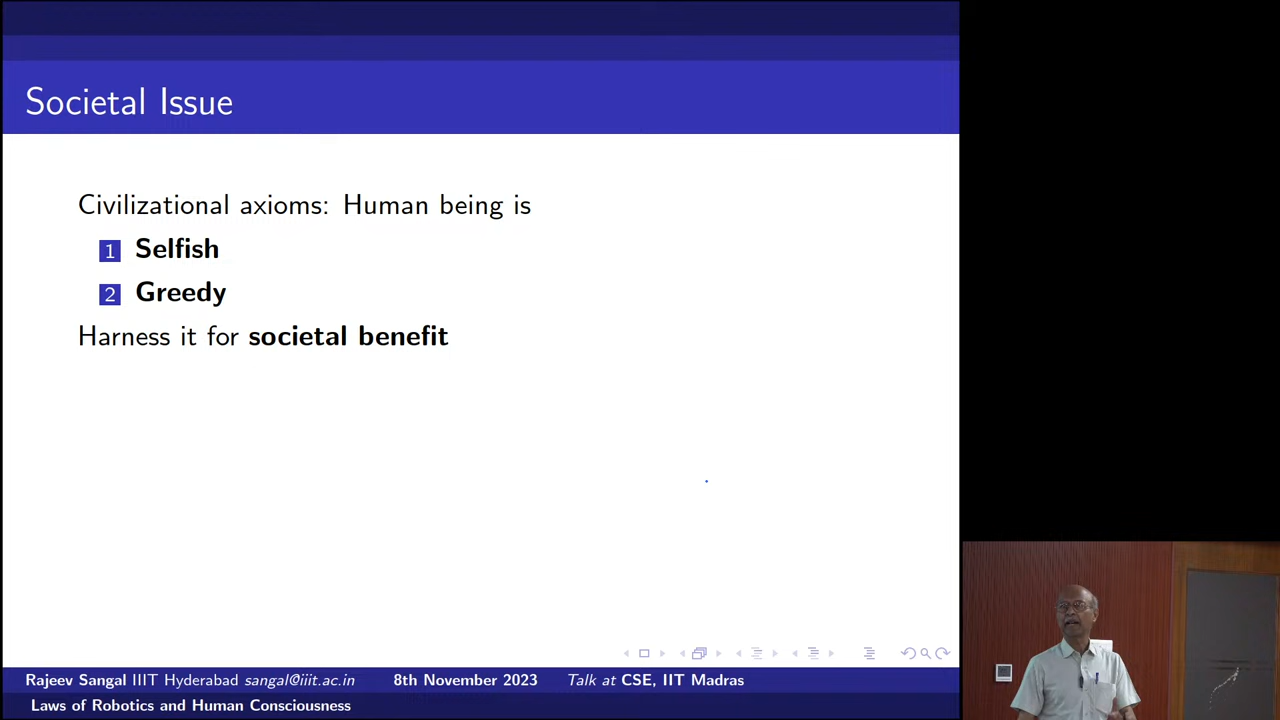 Societal Issue
Civilizational axioms: Human being is
1 Selfish
2 Greedy
Harness it for societal benefit
Rajeev Sangal IIIT Hyderabad sangal@iiit.ac.in 8th November 2023 Talk at CSE, IIT Madras
Laws of Robotics and Human Consciousness